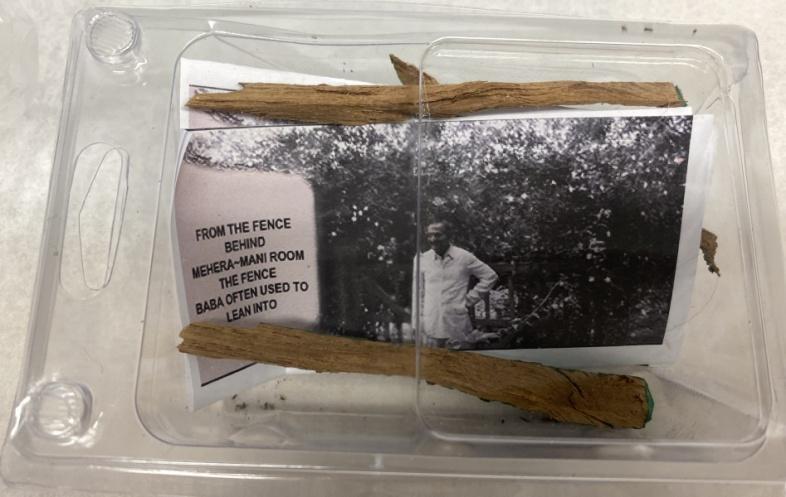 FROM THE FENCE
BEHIND
MEHERA~MANI ROOM
THE FENCE
BABA OFTEN USED TO
LEAN INTO